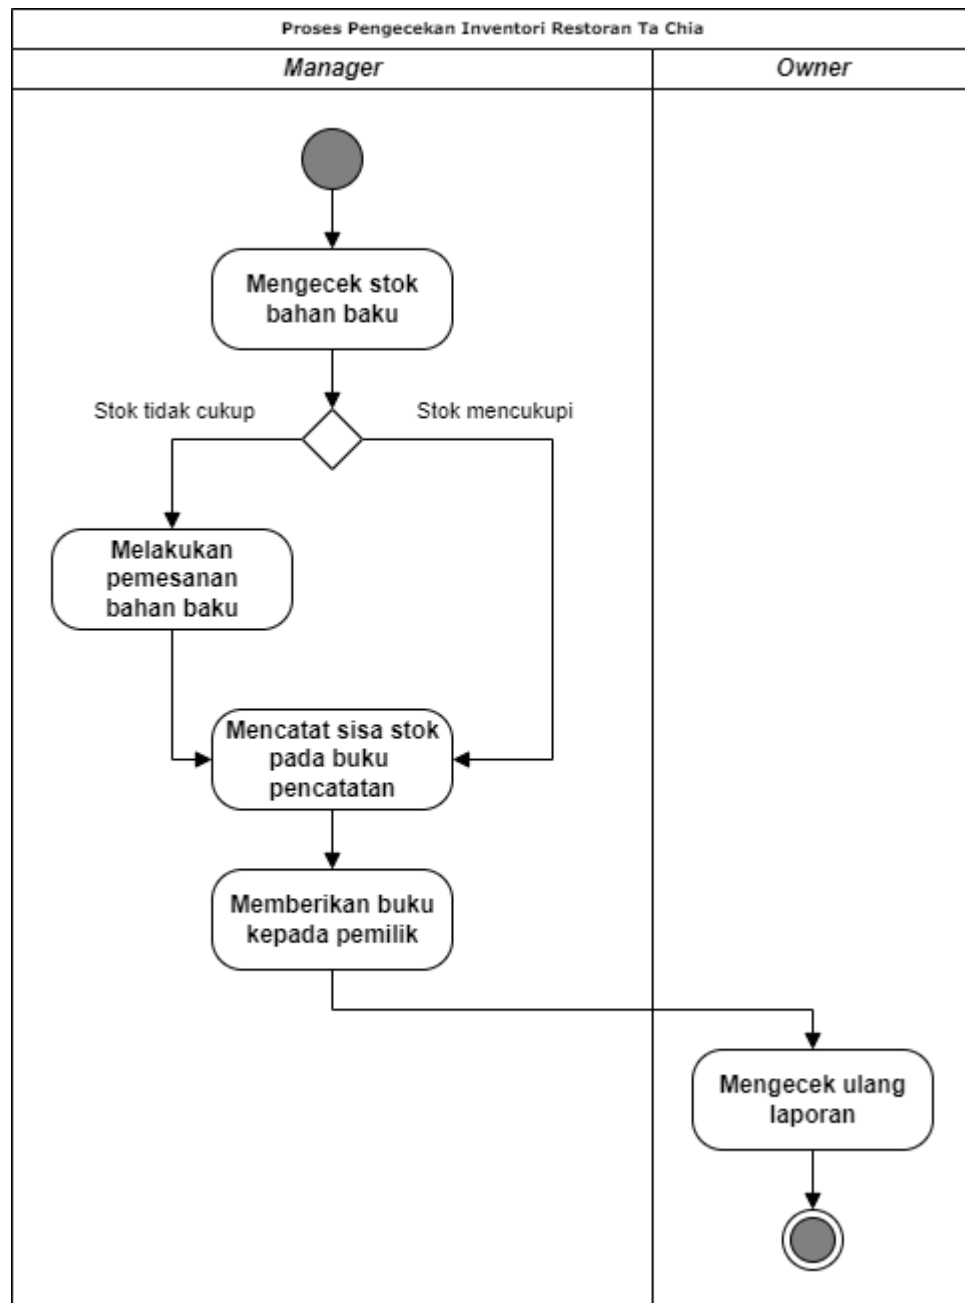 Proses Pengecekan Inventori Restoran Ta Chia
Manager
Owner
Mengecek stok
bahan baku
Stok tidak cukup
Stok mencukupi
Melakukan
pemesanan
bahan baku
Mencatat sisa stok
pada buku
pencatatan
Memberikan buku
kepada pemilik
Mengecek ulang
laporan